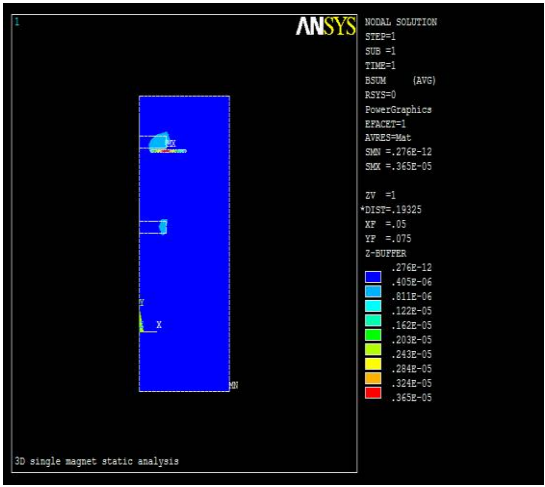 1
ANSYS
NODAL SOLUTION
STEP=1
SUB =1
TIME=1
BSUM (AVG)
RSYS=0
PowerGraphics
EFACET=1
AVRES=Mat
SMN =.276E-12
SMX =.365E-05
ZV =1
*DIST=.19325
XF =.05
YF =.075
Z-BUFFER
.276E-12
.405E-06
.811E-06
.122E-05
.162E-05
.203E-05
.243E-05
.284E-05
.324E-05
.365E-05
MX
Y
X
MN
3D single magnet static analysis